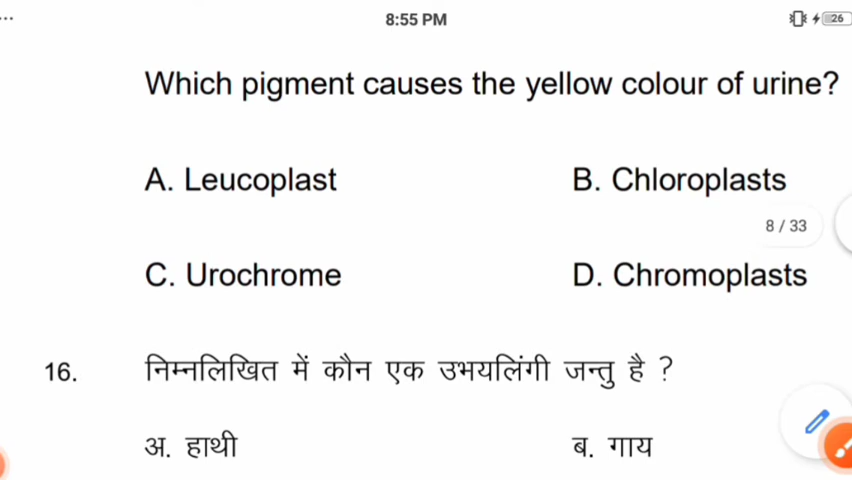 8:55 PM 26
Which pigment causes the yellow colour of urine?
A. Leucoplast B. Chloroplasts
8 / 33
C. Urochrome D. Chromoplasts
16. निम्नलिखित में कौन एक उभयलिंगी जन्तु है ?
अ. हाथी ब. गाय